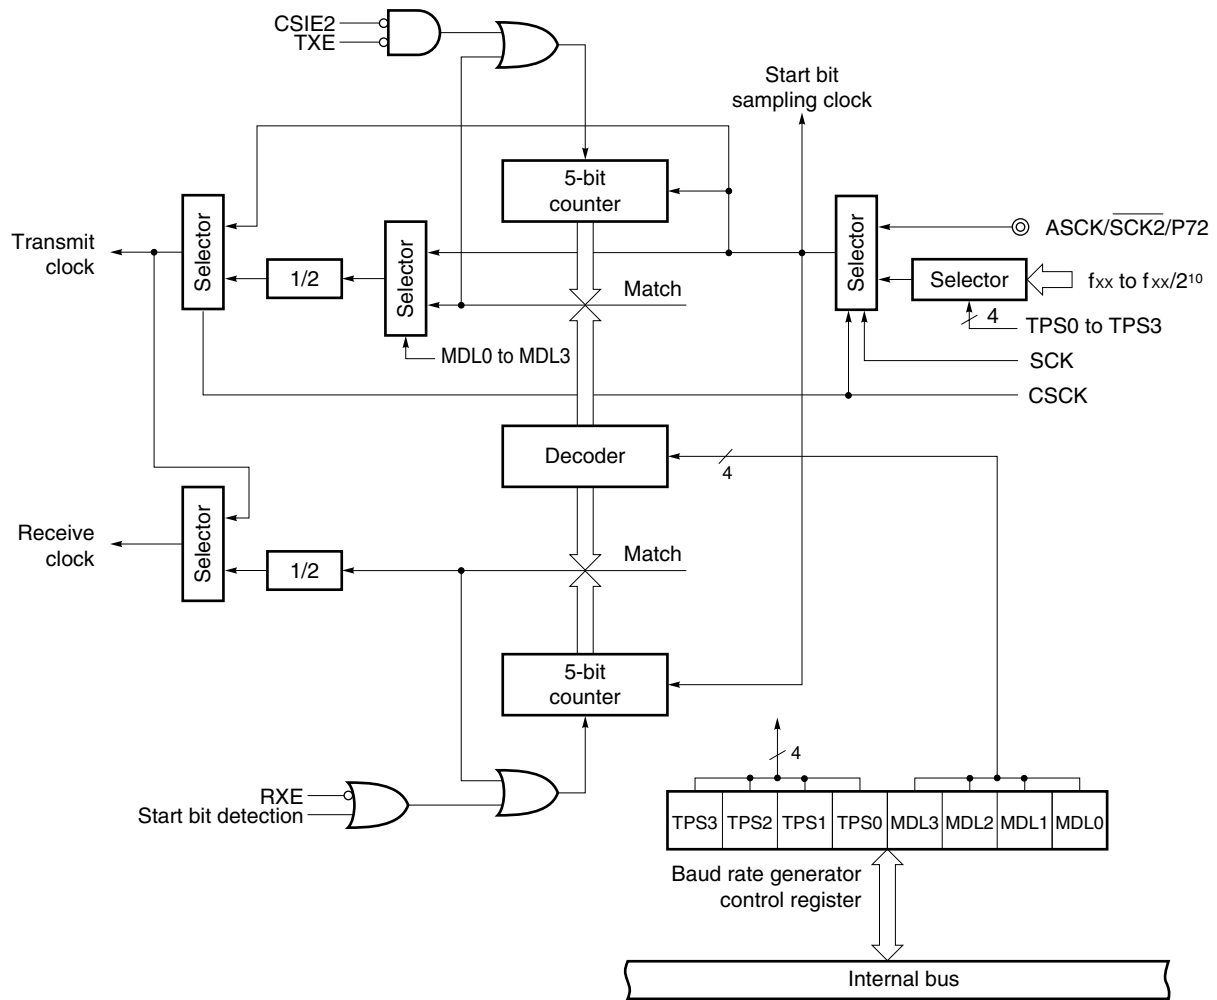 CSIE2
TXE
Start bit
sampling clock
5-bit
counter
Selector
ASCK/S̅C̅K̅2̅/P72
Transmit
clock
Selector
Selector
1/2
Match
Selector
fxx to fxx/2¹⁰
4
TPS0 to TPS3
MDL0 to MDL3
SCK
CSCK
Decoder
4
Receive
clock
Selector
1/2
Match
5-bit
counter
4
RXE
Start bit detection
TPS3 TPS2 TPS1 TPS0 MDL3 MDL2 MDL1 MDL0
Baud rate generator
control register
Internal bus